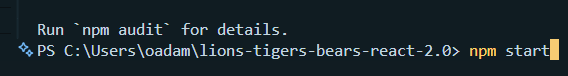 Run `npm audit` for details.
PS C:\Users\oadam\lions-tigers-bears-react-2.0> npm start